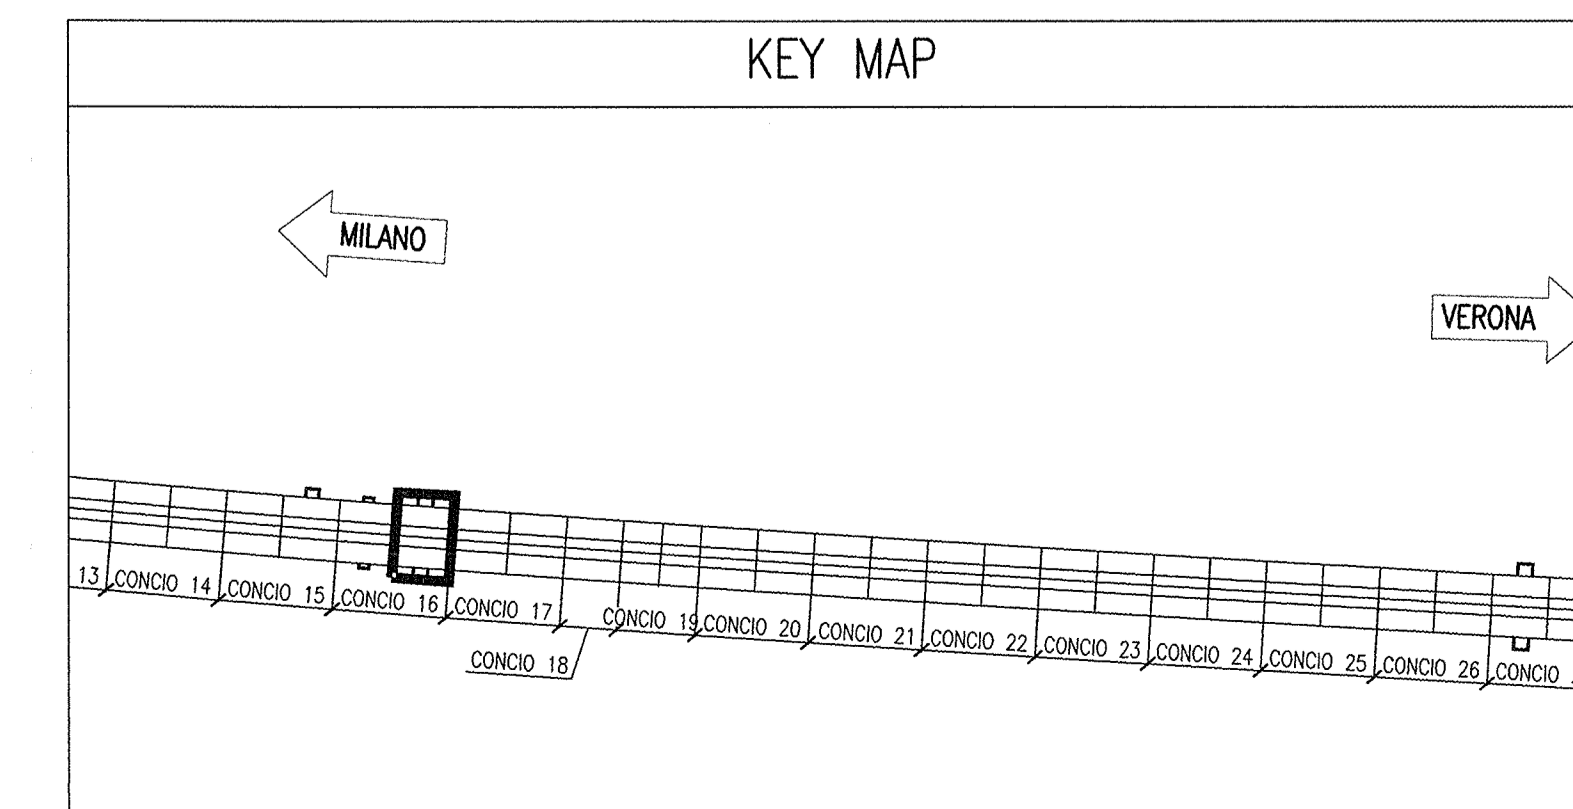 KEY MAP
MILANO
VERONA
13
CONCIO 14
CONCIO 15
CONCIO 16
CONCIO 17
CONCIO 18
CONCIO 19
CONCIO 20
CONCIO 21
CONCIO 22
CONCIO 23
CONCIO 24
CONCIO 25
CONCIO 26
CONCIO